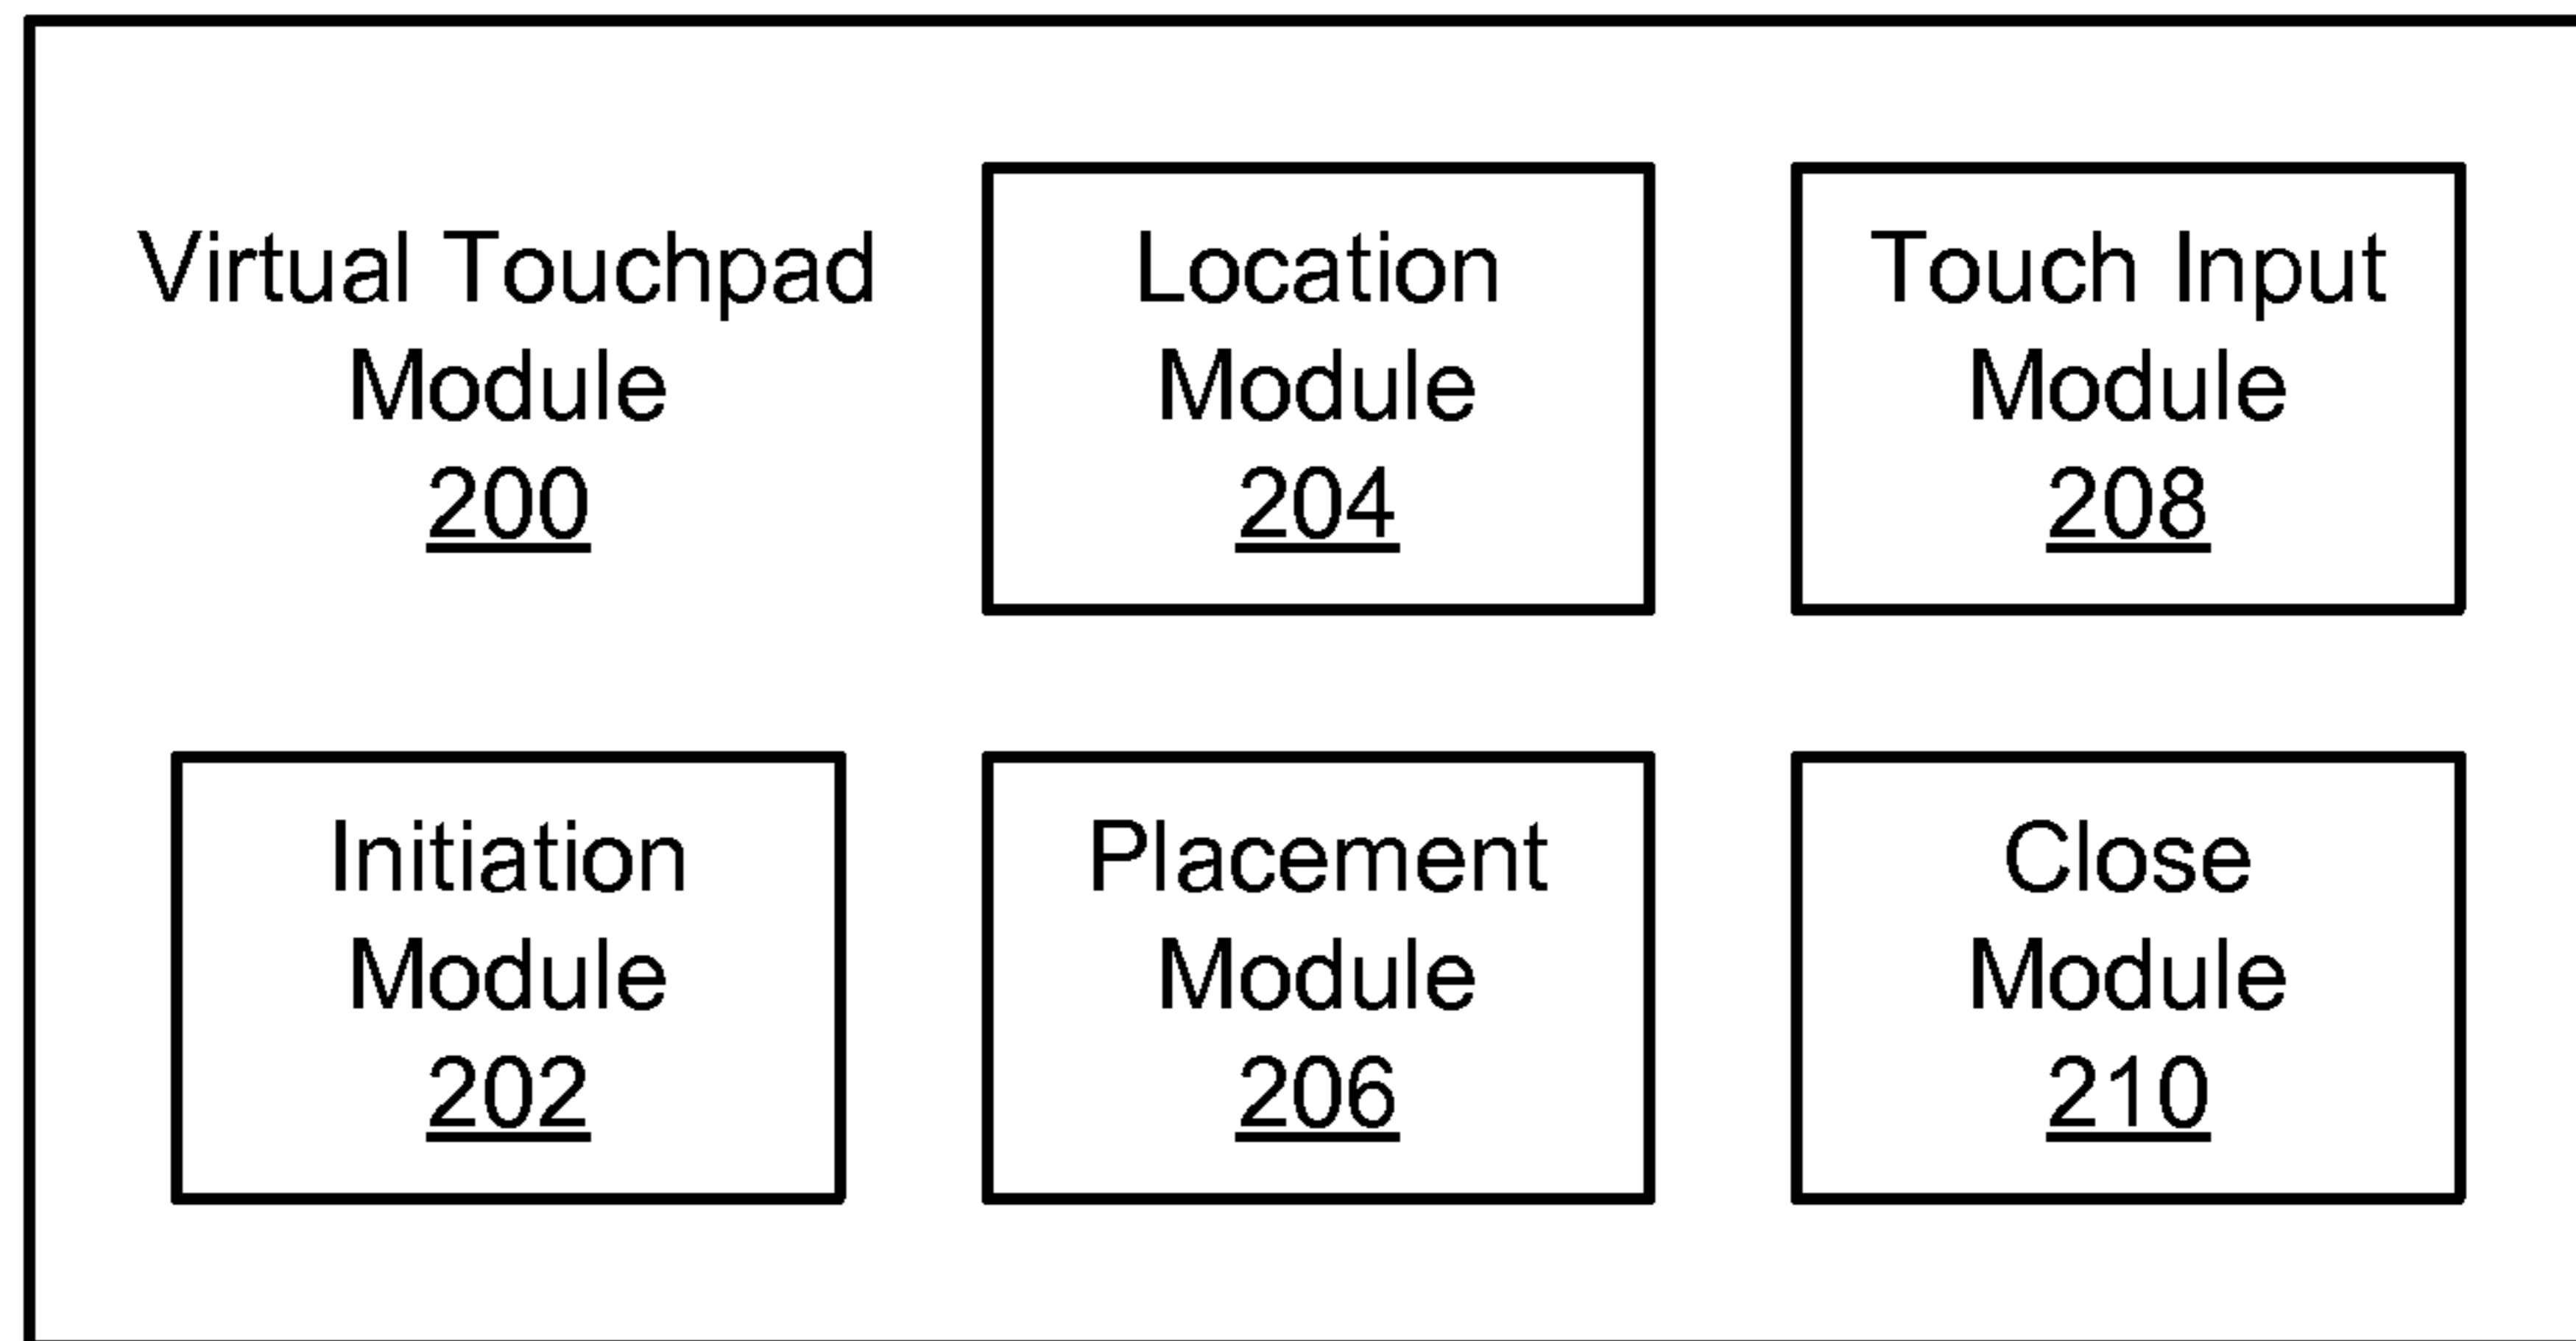 Virtual Touchpad
Module
200
Location
Module
204
Touch Input
Module
208
Initiation
Module
202
Placement
Module
206
Close
Module
210